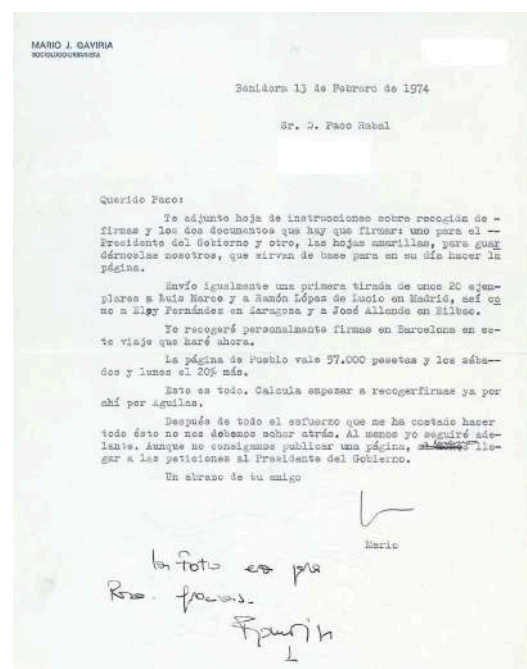 MARIO J. GAVIRIA
SOCIOLOGO URBANISTA
Benidorm 13 de Febrero de 1974
Sr. D. Paco Rabal
Querido Paco:
Te adjunto hoja de instrucciones sobre recogida de -
firmas y los dos documentos que hay que firmar: uno para el --
Presidente del Gobierno y otro, las hojas amarillas, para guar
dárnoslas nosotros, que sirvan de base para en su día hacer la
página.
Envío igualmente una primera tirada de unos 20 ejem-
plares a Luis Marco y a Ramón López de Lucio en Madrid, así co
mo a Eloy Fernández en Zaragoza y a José Allende en Bilbao.
Yo recogeré personalmente firmas en Barcelona en es-
te viaje que haré ahora.
La página de Pueblo vale 57.000 pesetas y los sába--
dos y lunes el 20% más.
Esto es todo. Calcula empezar a recogerfirmas ya por
ahí por Aguilas.
Después de todo el esfuerzo que me ha costado hacer
todo ésto no nos debemos echar atrás. Al menos yo seguiré ade-
lante. Aunque no consigamos publicar una página, lle-
gar a las peticiones al Presidente del Gobierno.
Un abrazo de tu amigo
Mario
la foto es pra
Rosa. gracias.